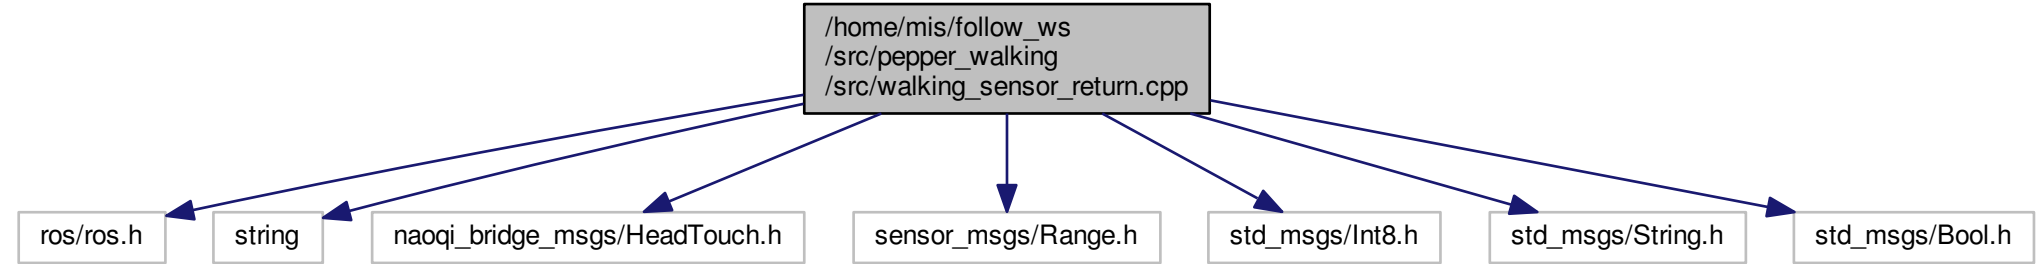 /home/mis/follow_ws
/src/pepper_walking
/src/walking_sensor_return.cpp
ros/ros.h
string
naoqi_bridge_msgs/HeadTouch.h
sensor_msgs/Range.h
std_msgs/Int8.h
std_msgs/String.h
std_msgs/Bool.h